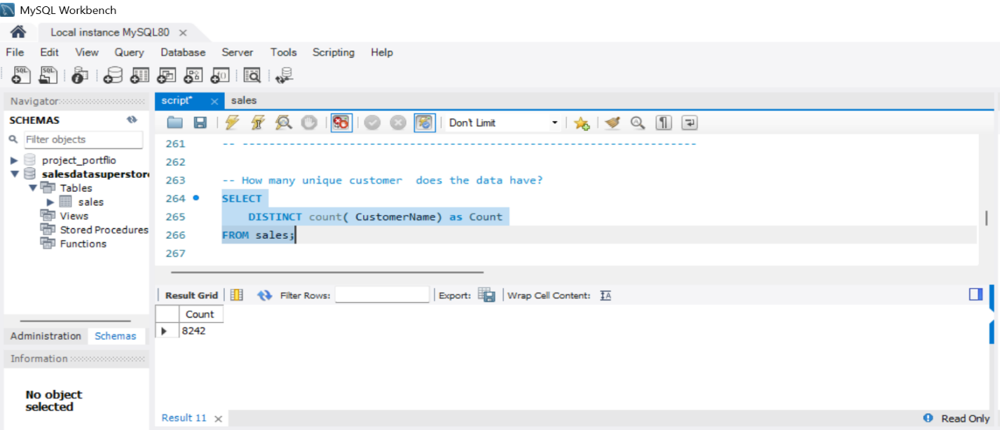 MySQL Workbench
Local instance MySQL80 ×
File Edit View Query Database Server Tools Scripting Help
Navigator
script* × sales
SCHEMAS
Don't Limit
Filter objects
project_portflio
salesdatasuperstor
Tables
sales
Views
Stored Procedures
Functions
261 -- --------------------------------------------------------------------
262
263 -- How many unique customer  does the data have?
264 SELECT
265 DISTINCT count( CustomerName) as Count
266 FROM sales;
267
Result Grid Filter Rows: Export: Wrap Cell Content:
Count
8242
Administration Schemas
Information
No object
selected
Result 11 × Read Only